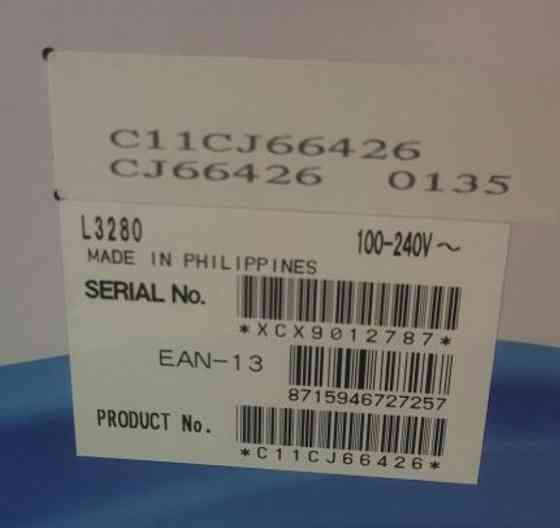 C11CJ66426
CJ66426 0135
L3280 100-240V~
MADE IN PHILIPPINES
SERIAL No.
*XCX9012787*
EAN-13
8715946727257
PRODUCT No.
*C11CJ66426*